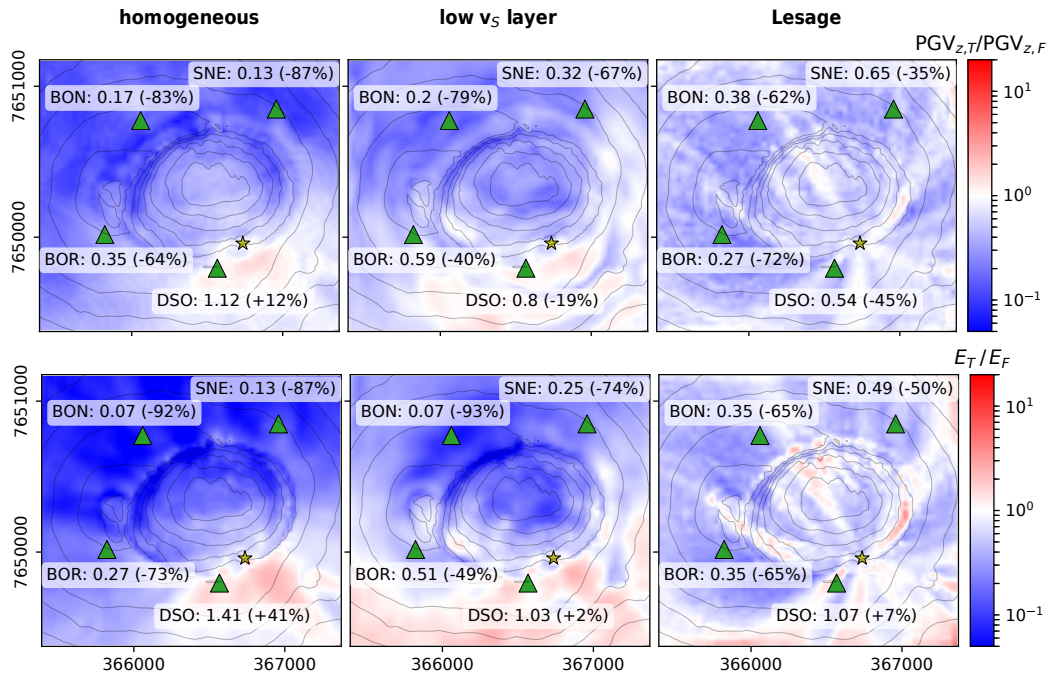 homogeneous
low vS layer
Lesage
PGVz,T/PGVz,F
7651000
7650000
SNE: 0.13 (-87%)
BON: 0.17 (-83%)
BOR: 0.35 (-64%)
DSO: 1.12 (+12%)
SNE: 0.32 (-67%)
BON: 0.2 (-79%)
BOR: 0.59 (-40%)
DSO: 0.8 (-19%)
SNE: 0.65 (-35%)
BON: 0.38 (-62%)
BOR: 0.27 (-72%)
DSO: 0.54 (-45%)
10^1
10^0
10^-1
ET / EF
7651000
7650000
SNE: 0.13 (-87%)
BON: 0.07 (-92%)
BOR: 0.27 (-73%)
DSO: 1.41 (+41%)
SNE: 0.25 (-74%)
BON: 0.07 (-93%)
BOR: 0.51 (-49%)
DSO: 1.03 (+2%)
SNE: 0.49 (-50%)
BON: 0.35 (-65%)
BOR: 0.35 (-65%)
DSO: 1.07 (+7%)
10^1
10^0
10^-1
366000
367000
366000
367000
366000
367000